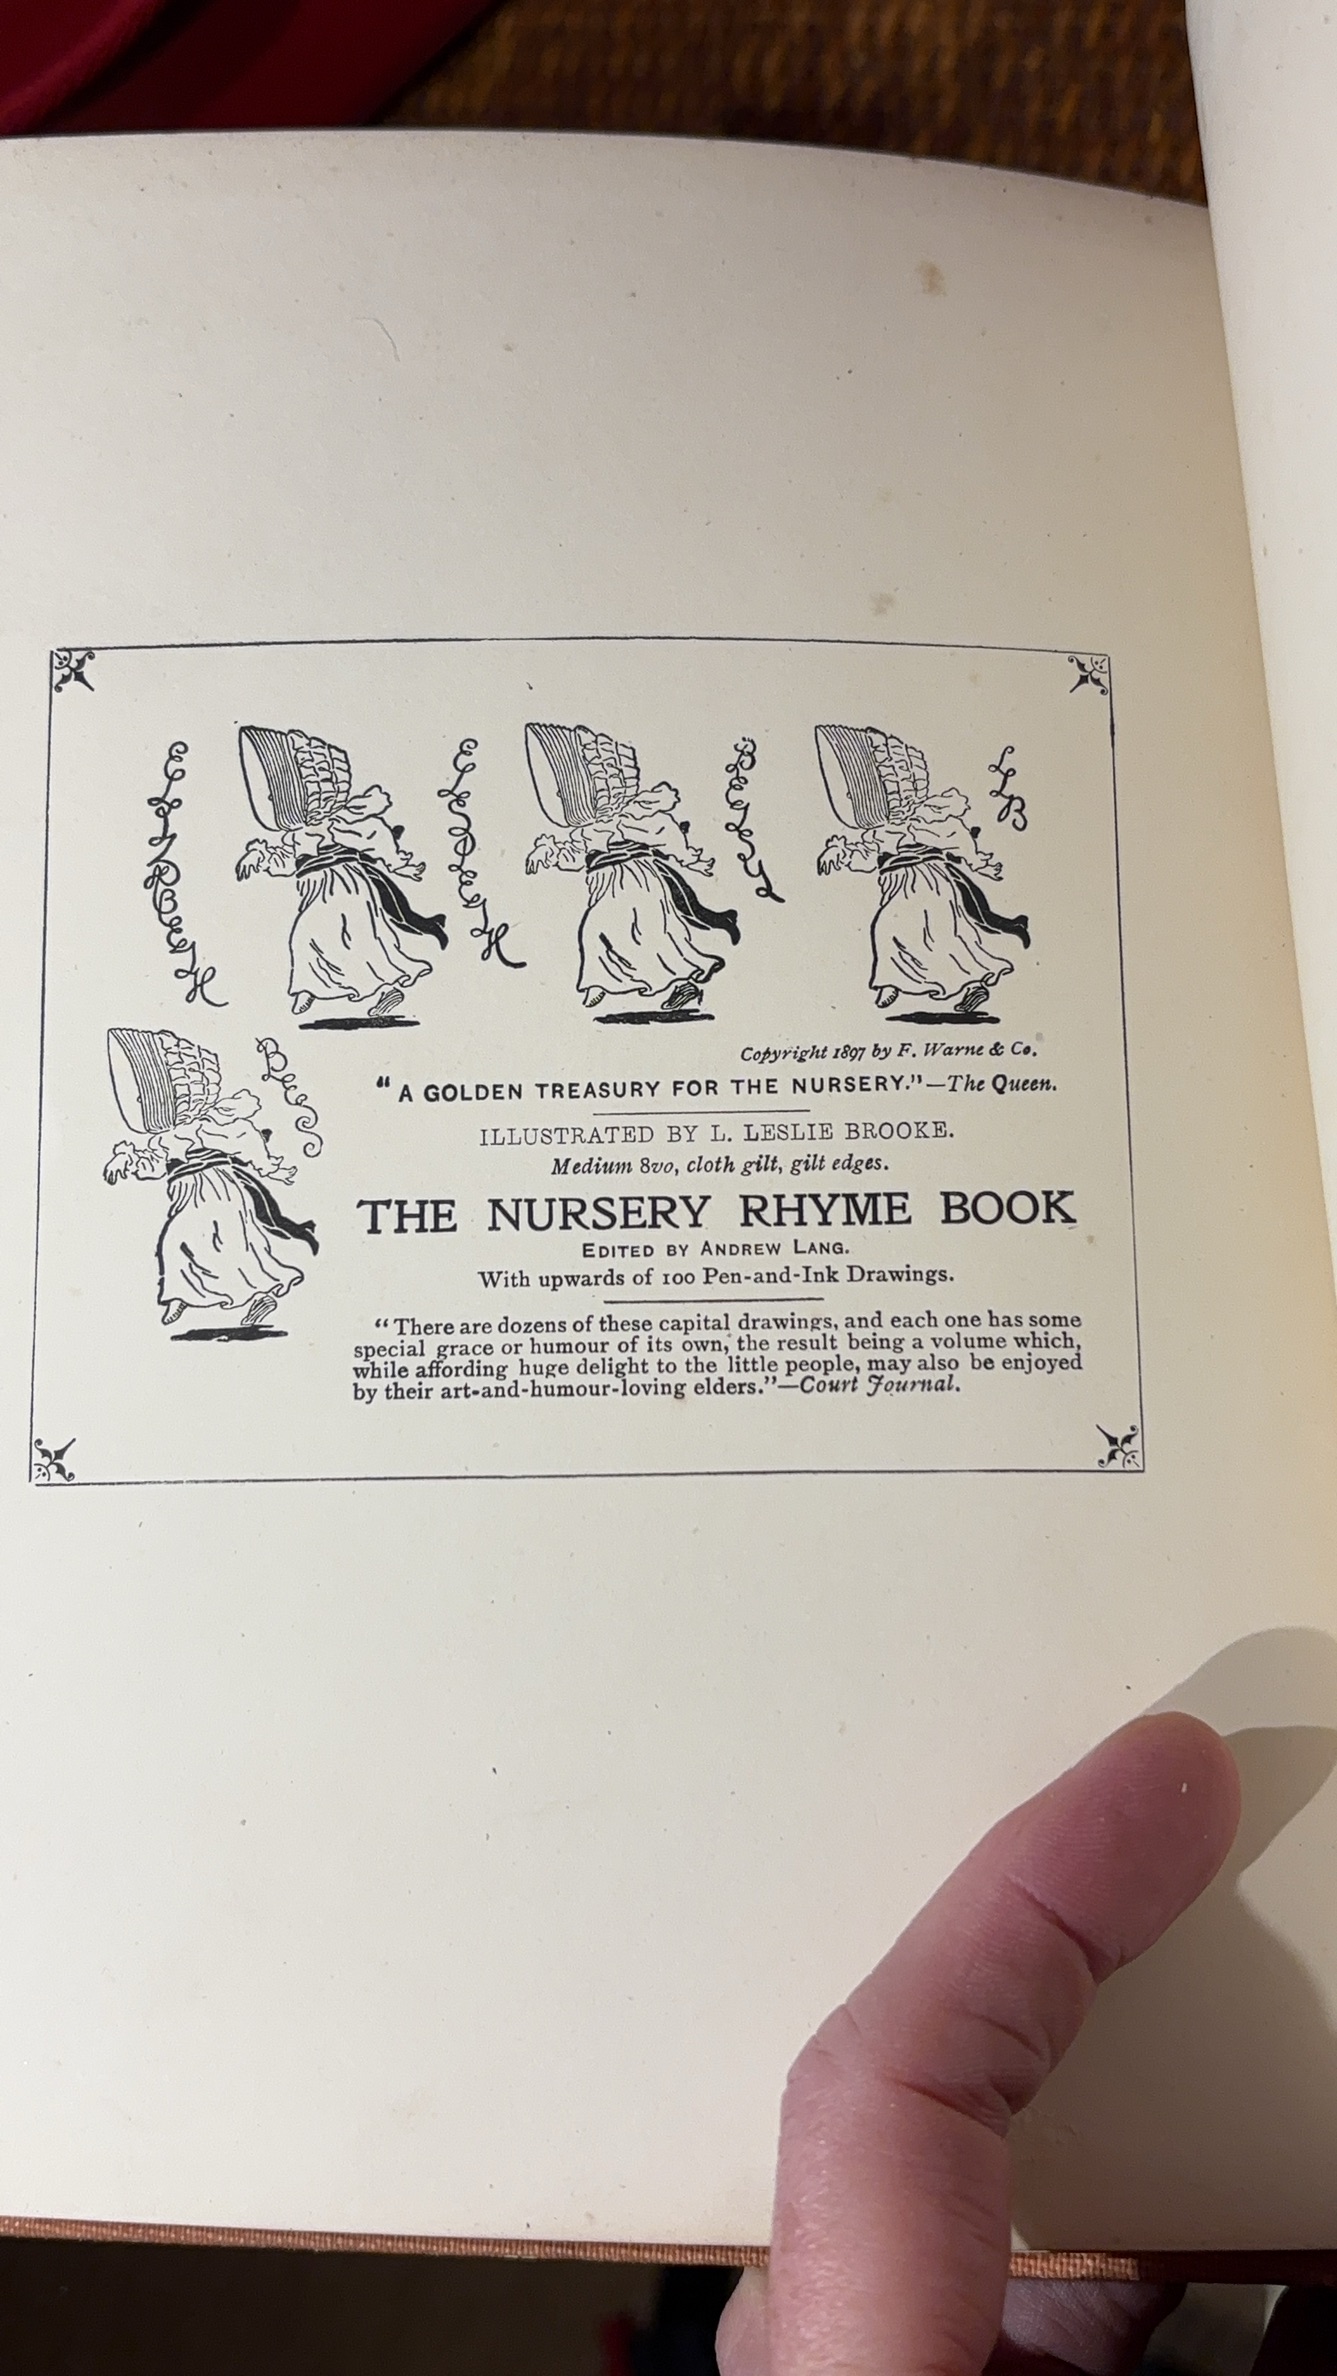 Elizabeth
Elspeth
Betsy
LLB
Bess
Copyright 1897 by F. Warne & Co.
"A GOLDEN TREASURY FOR THE NURSERY."—The Queen.
ILLUSTRATED BY L. LESLIE BROOKE.
Medium 8vo, cloth gilt, gilt edges.
THE NURSERY RHYME BOOK
EDITED BY ANDREW LANG.
With upwards of 100 Pen-and-Ink Drawings.
"There are dozens of these capital drawings, and each one has some
special grace or humour of its own, the result being a volume which,
while affording huge delight to the little people, may also be enjoyed
by their art-and-humour-loving elders."—Court Journal.